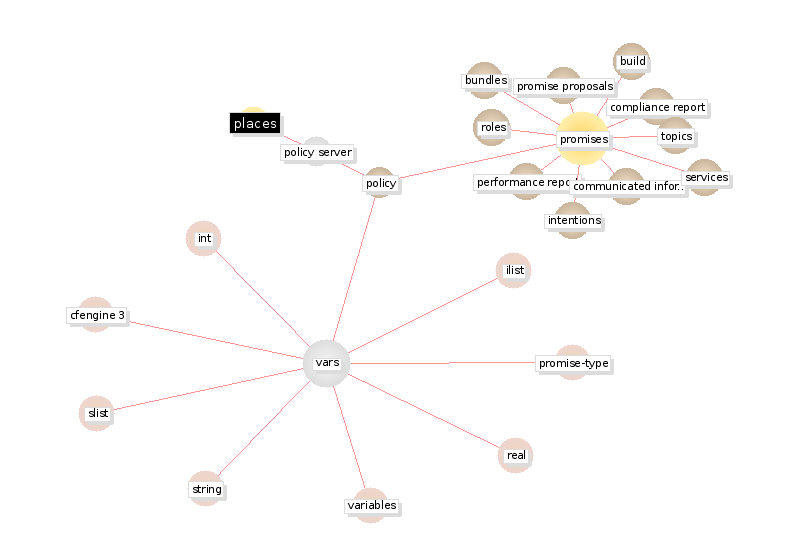 build
bundles
promise proposals
compliance report
places
roles
topics
promises
policy server
policy
performance repo
communicated infor..
services
intentions
int
ilist
cfengine 3
vars
promise-type
slist
real
string
variables